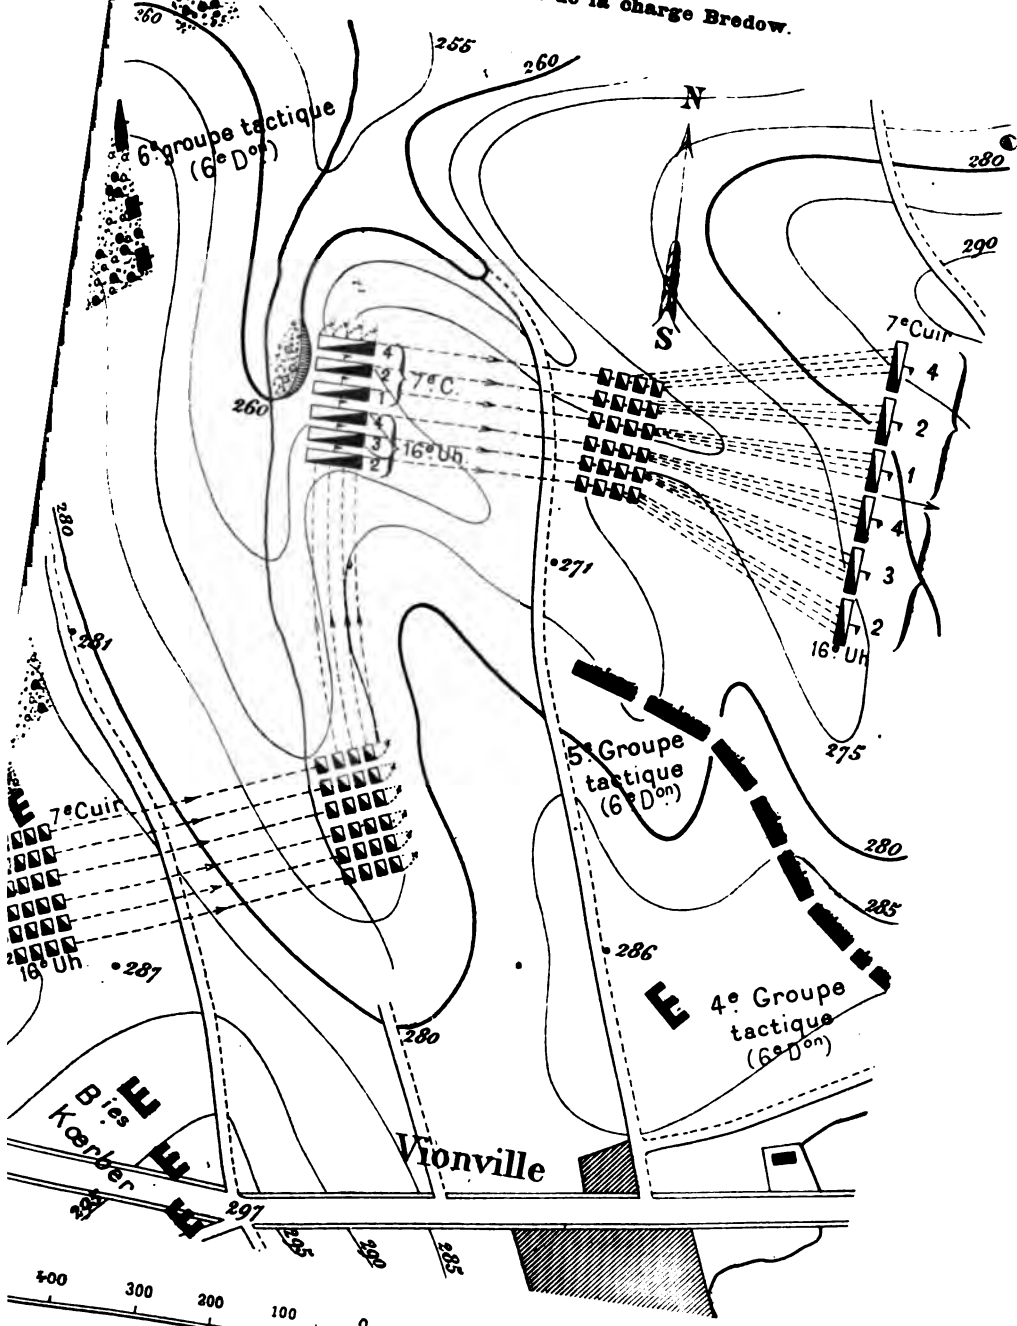 de la charge Bredow.
260
255
260
N
6e groupe tactique
(6e Don)
280
290
S
7e Cuir
4
2
1
4
3
2
16e Uh
4
2
1
7e C.
4
3
2
16e Uh.
260
280
271
281
275
5e Groupe
tactique
(6e Don)
7e Cuir
280
285
286
16e Uh
287
4e Groupe
tactique
(6e Don)
280
Bies
Kœrber
Vionville
295
297
295
290
285
400
300
200
100
0